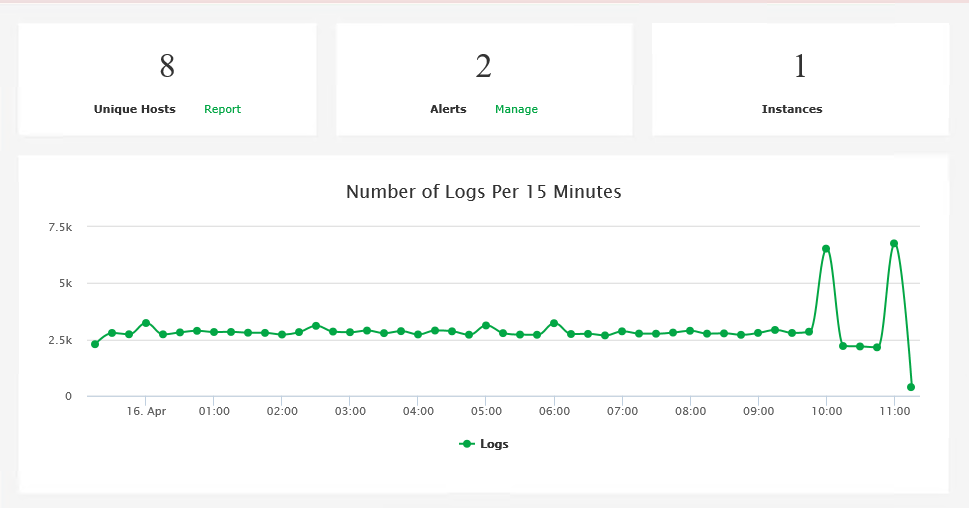 8
Unique Hosts Report
2
Alerts Manage
1
Instances
Number of Logs Per 15 Minutes
7.5k
5k
2.5k
0
16. Apr 01:00 02:00 03:00 04:00 05:00 06:00 07:00 08:00 09:00 10:00 11:00
Logs